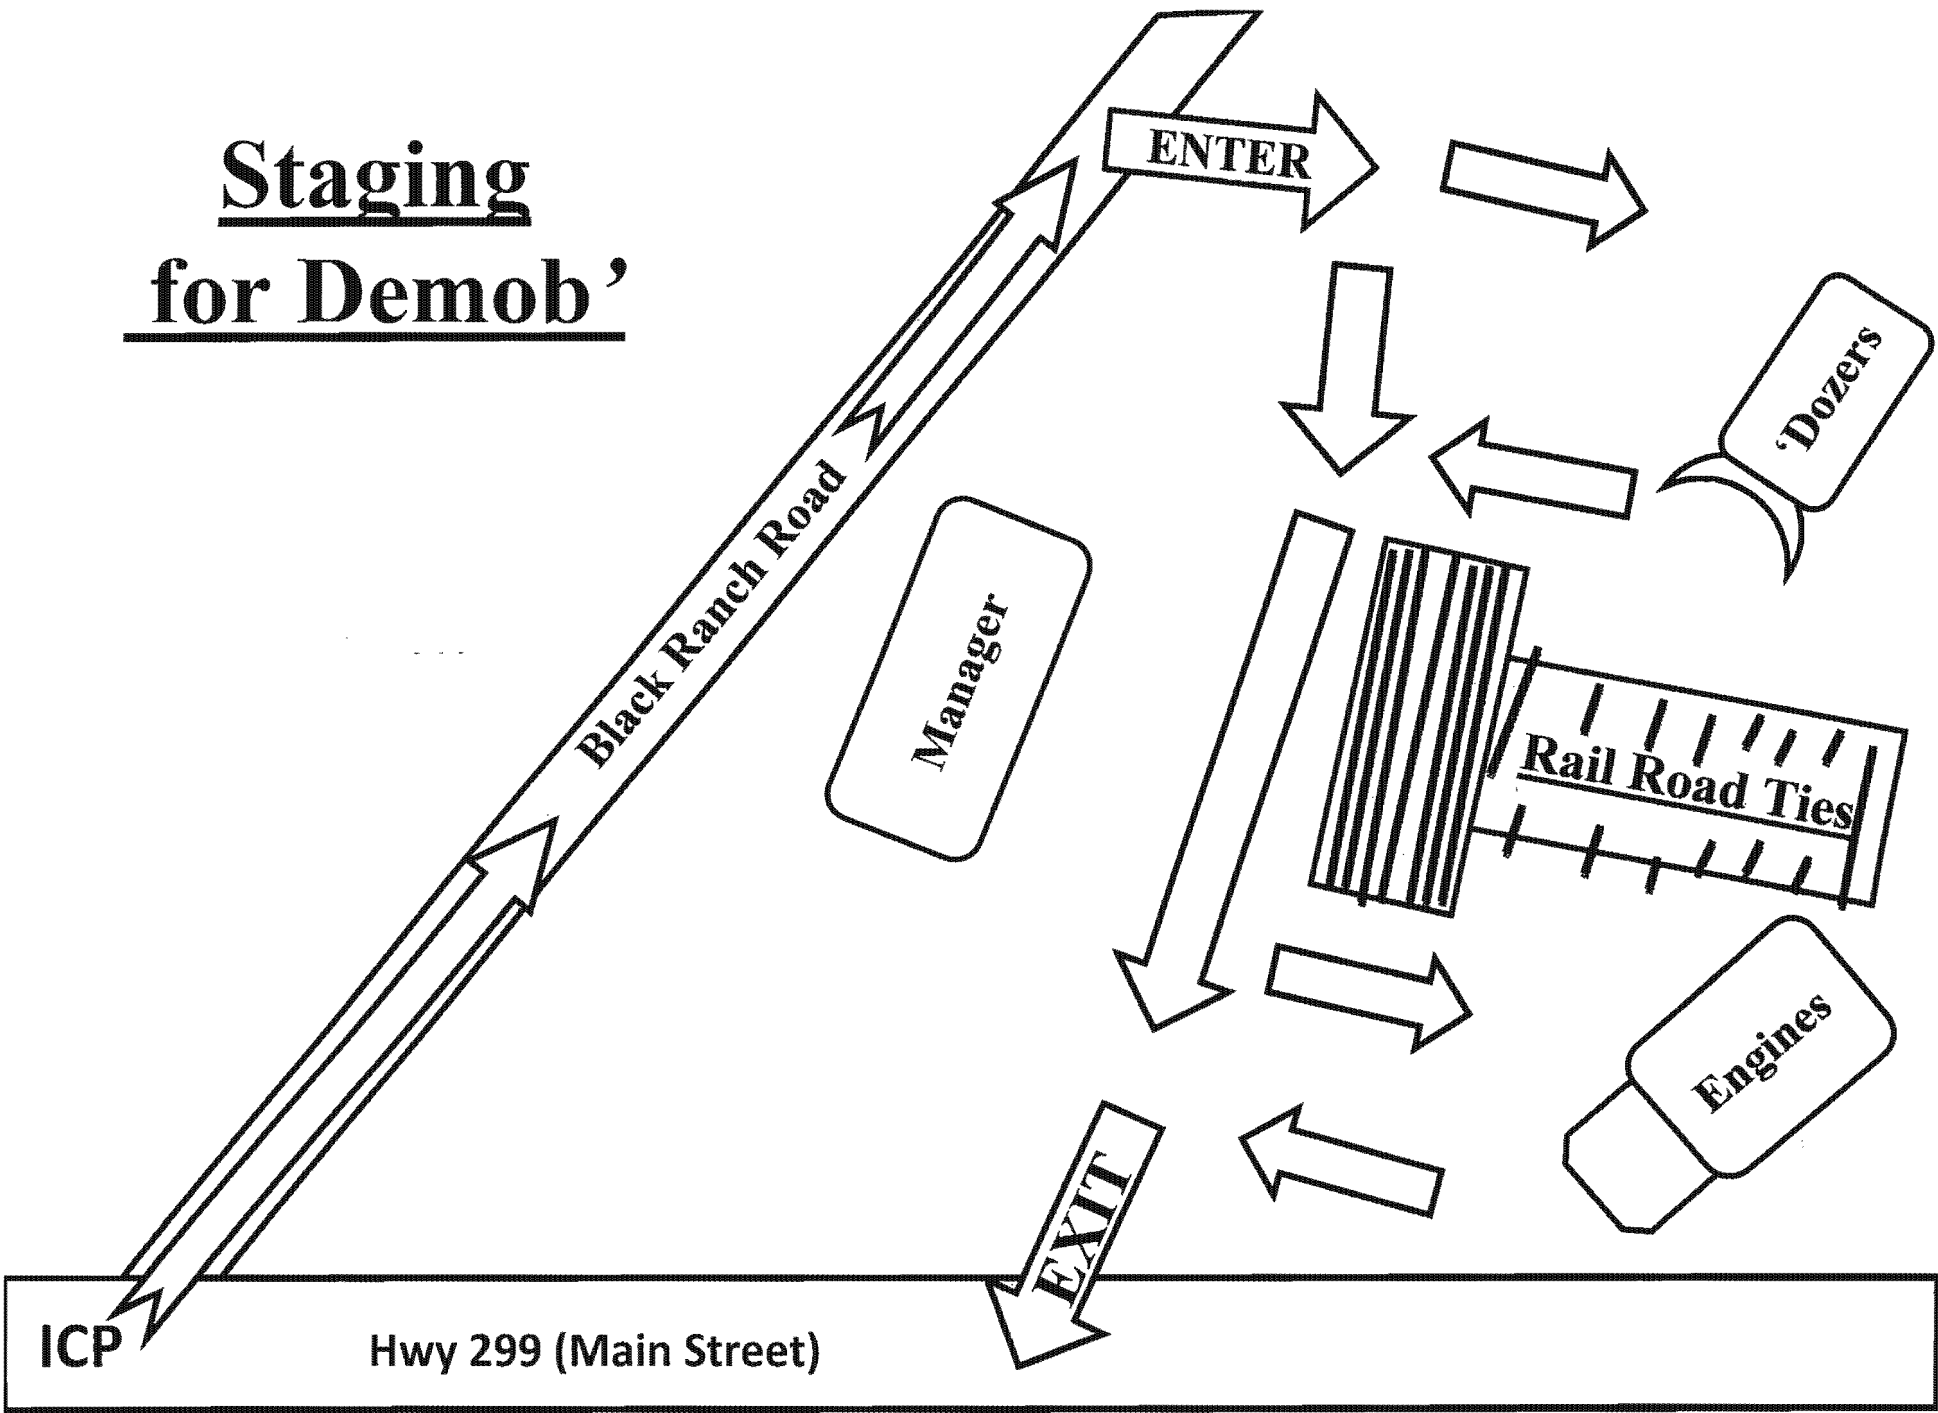 Staging
for Demob’
ENTER
‘Dozers
Black Ranch Road
Manager
Rail Road Ties
Engines
EXIT
ICP
Hwy 299 (Main Street)